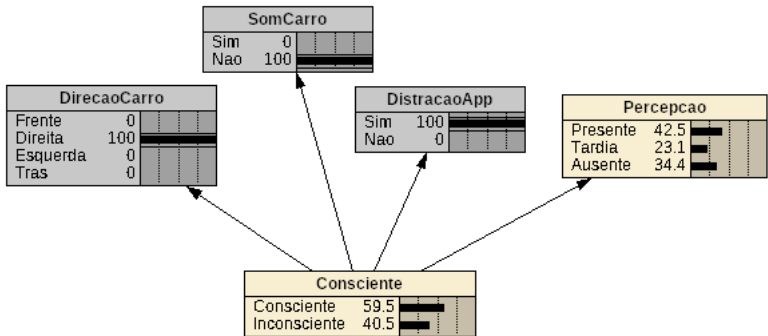 SomCarro
Sim 0
Nao 100
DirecaoCarro
Frente 0
Direita 100
Esquerda 0
Tras 0
DistracaoApp
Sim 100
Nao 0
Percepcao
Presente 42.5
Tardia 23.1
Ausente 34.4
Consciente
Consciente 59.5
Inconsciente 40.5